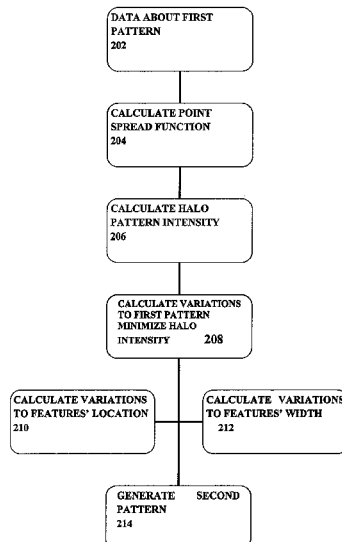 DATA ABOUT FIRST
PATTERN
202
CALCULATE POINT
SPREAD FUNCTION
204
CALCULATE HALO
PATTERN INTENSITY
206
CALCULATE VARIATIONS
TO FIRST PATTERN
MINIMIZE HALO
INTENSITY 208
CALCULATE VARIATIONS
TO FEATURES' LOCATION
210
CALCULATE VARIATIONS
TO FEATURES' WIDTH
212
GENERATE SECOND
PATTERN
214